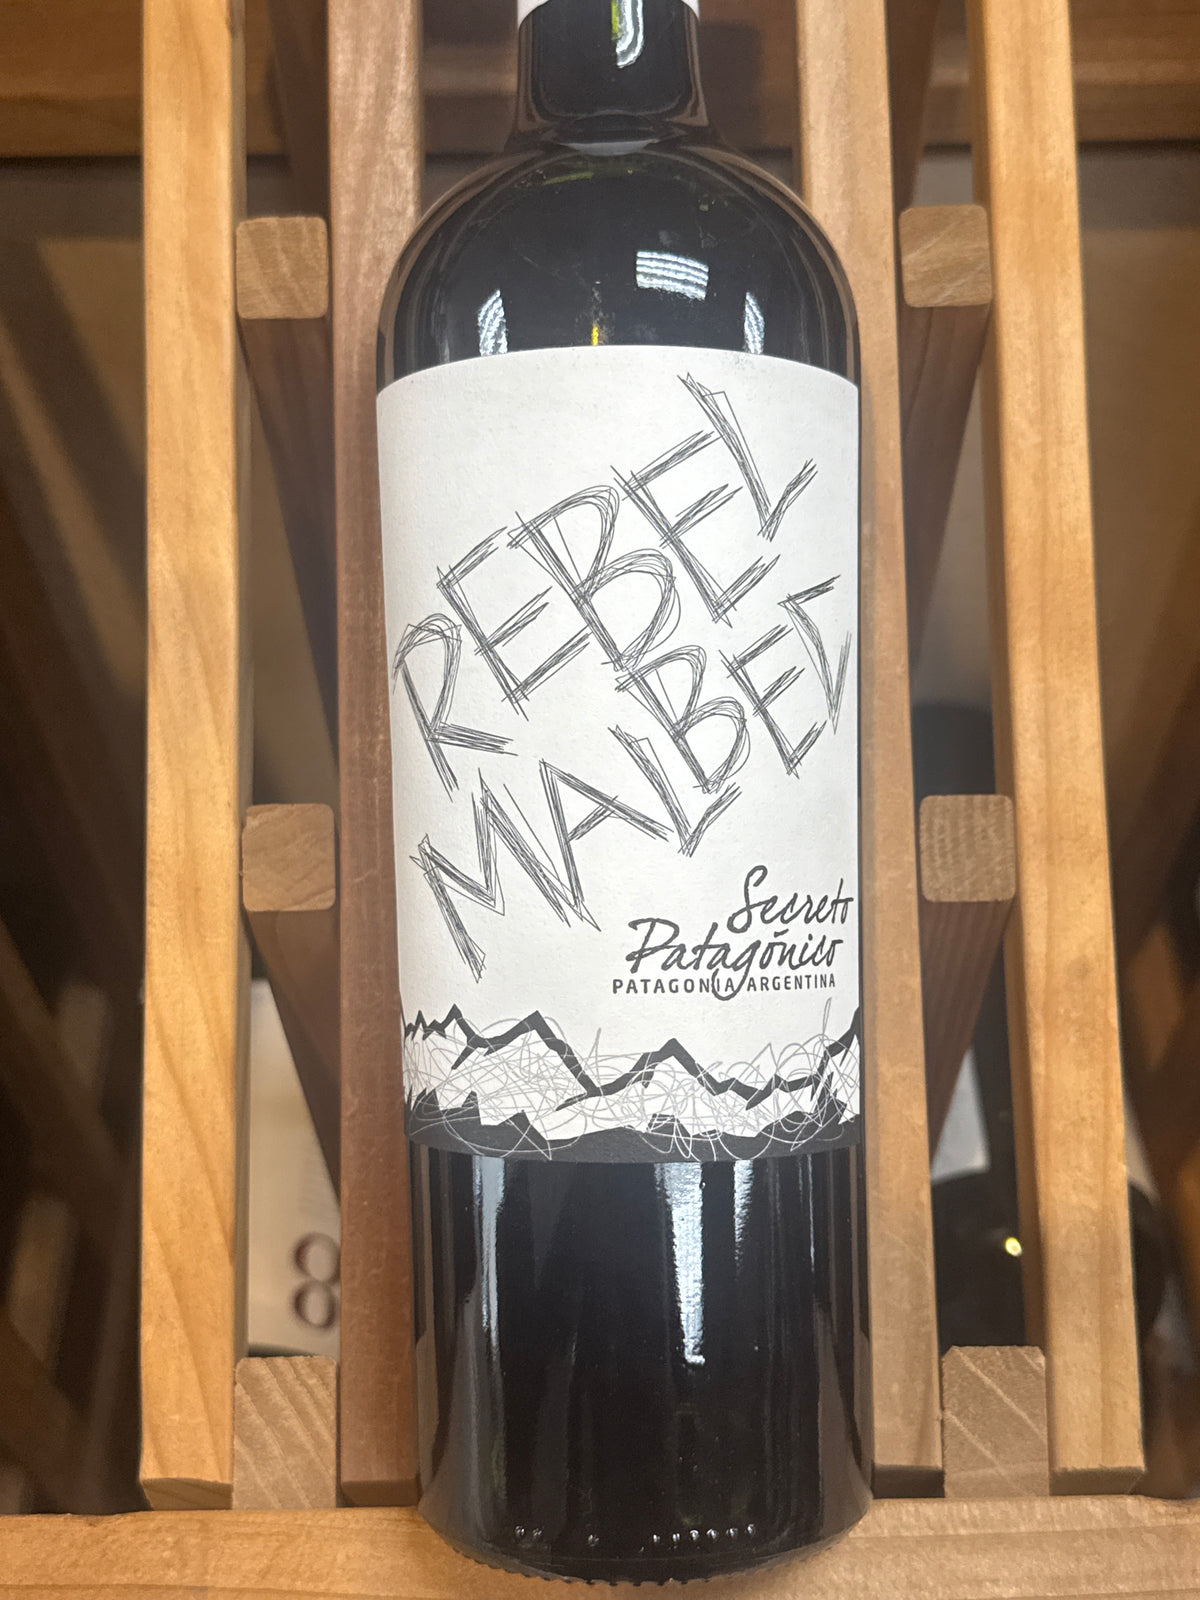 REBEL
MALBEC
Secreto
Patagónico
PATAGONIA ARGENTINA